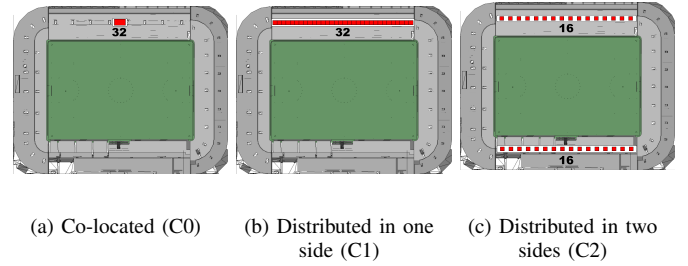 32
32
16
16
(a) Co-located (C0)
(b) Distributed in one
side (C1)
(c) Distributed in two
sides (C2)